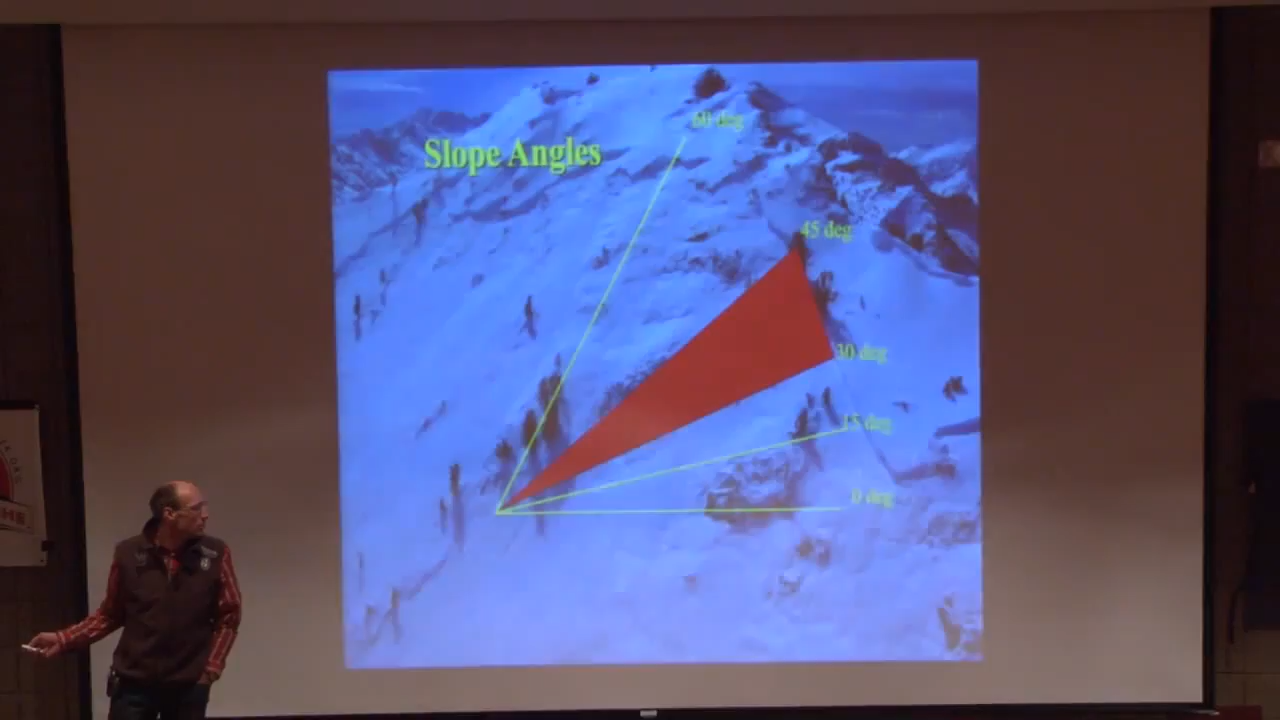 60 deg
Slope Angles
45 deg
30 deg
15 deg
0 deg